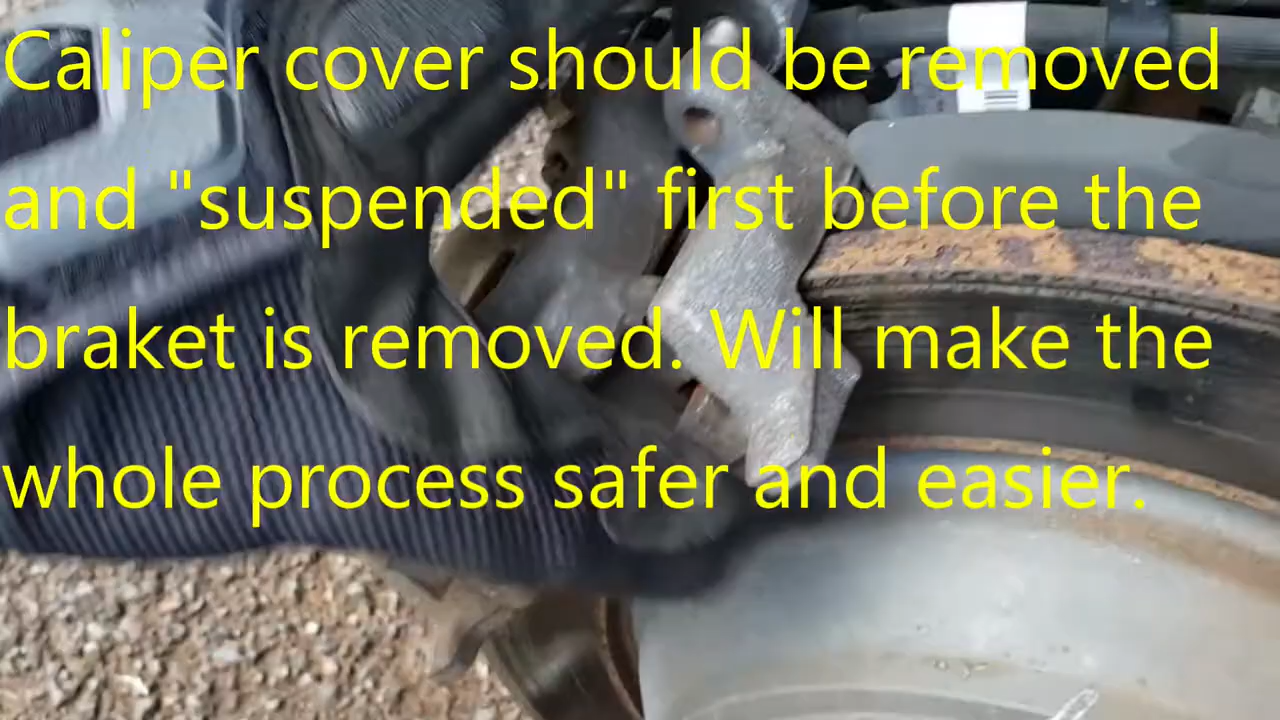 Caliper cover should be removed
and "suspended" first before the
braket is removed. Will make the
whole process safer and easier.